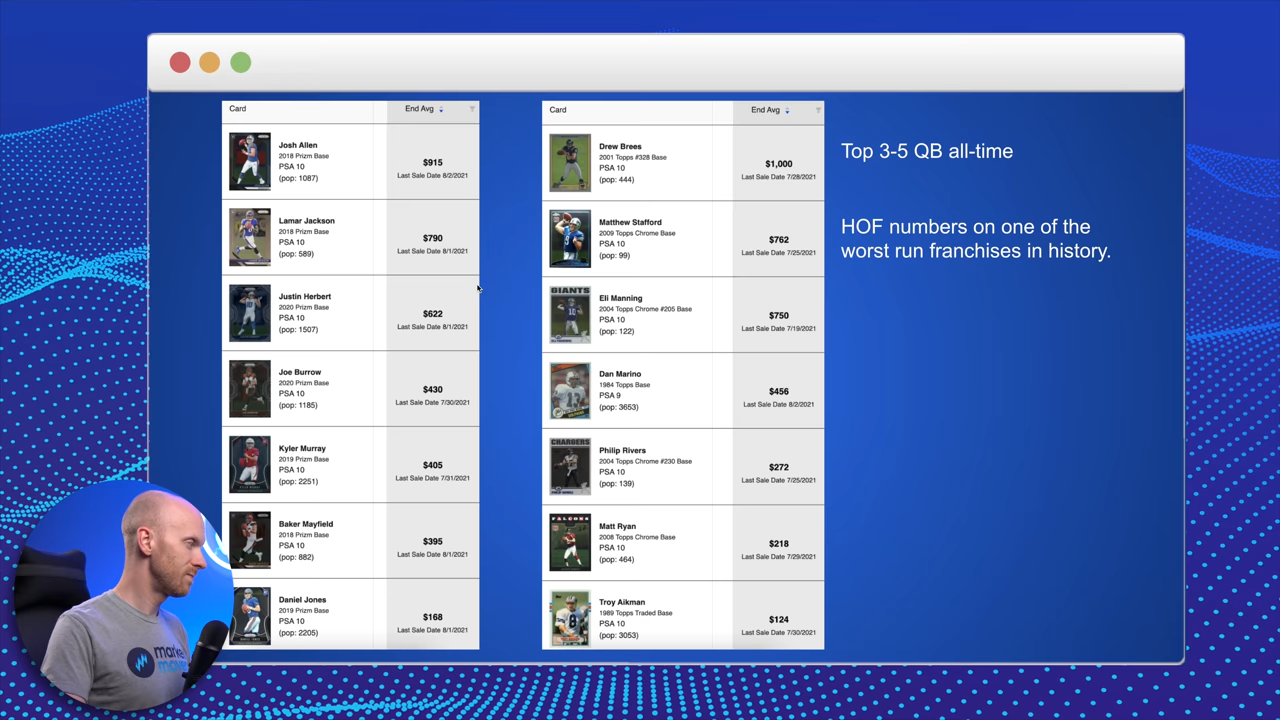 Card
End Avg
Josh Allen
2018 Prizm Base
PSA 10
(pop: 1087)
$915
Last Sale Date 8/2/2021
Lamar Jackson
2018 Prizm Base
PSA 10
(pop: 589)
$790
Last Sale Date 8/1/2021
Justin Herbert
2020 Prizm Base
PSA 10
(pop: 1507)
$622
Last Sale Date 8/1/2021
Joe Burrow
2020 Prizm Base
PSA 10
(pop: 1185)
$430
Last Sale Date 7/30/2021
Kyler Murray
2019 Prizm Base
PSA 10
(pop: 2251)
$405
Last Sale Date 7/31/2021
Baker Mayfield
2018 Prizm Base
PSA 10
(pop: 882)
$395
Last Sale Date 8/1/2021
Daniel Jones
2019 Prizm Base
PSA 10
(pop: 2205)
$168
Last Sale Date 8/1/2021
Card
End Avg
Drew Brees
2001 Topps #328 Base
PSA 10
(pop: 444)
$1,000
Last Sale Date 7/28/2021
Matthew Stafford
2009 Topps Chrome Base
PSA 10
(pop: 99)
$762
Last Sale Date 7/25/2021
GIANTS
Eli Manning
2004 Topps Chrome #205 Base
PSA 10
(pop: 122)
$750
Last Sale Date 7/19/2021
Dan Marino
1984 Topps Base
PSA 9
(pop: 3653)
$456
Last Sale Date 8/2/2021
CHARGERS
Philip Rivers
2004 Topps Chrome #230 Base
PSA 10
(pop: 139)
$272
Last Sale Date 7/25/2021
FALCONS
Matt Ryan
2008 Topps Chrome Base
PSA 10
(pop: 464)
$218
Last Sale Date 7/29/2021
Troy Aikman
1989 Topps Traded Base
PSA 10
(pop: 3053)
$124
Last Sale Date 7/30/2021
Top 3-5 QB all-time
HOF numbers on one of the
worst run franchises in history.